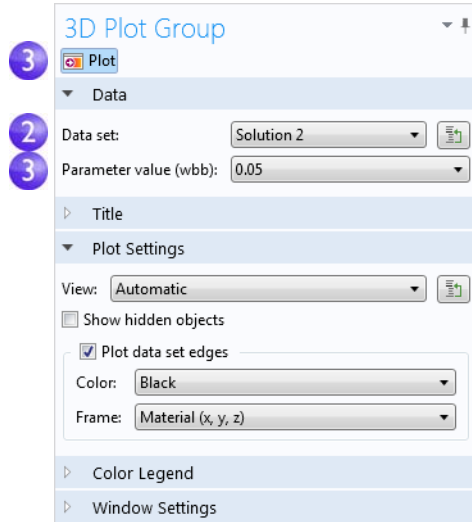 3D Plot Group
3 Plot
Data
2 Data set: Solution 2
3 Parameter value (wbb): 0.05
Title
Plot Settings
View: Automatic
Show hidden objects
Plot data set edges
Color: Black
Frame: Material (x, y, z)
Color Legend
Window Settings